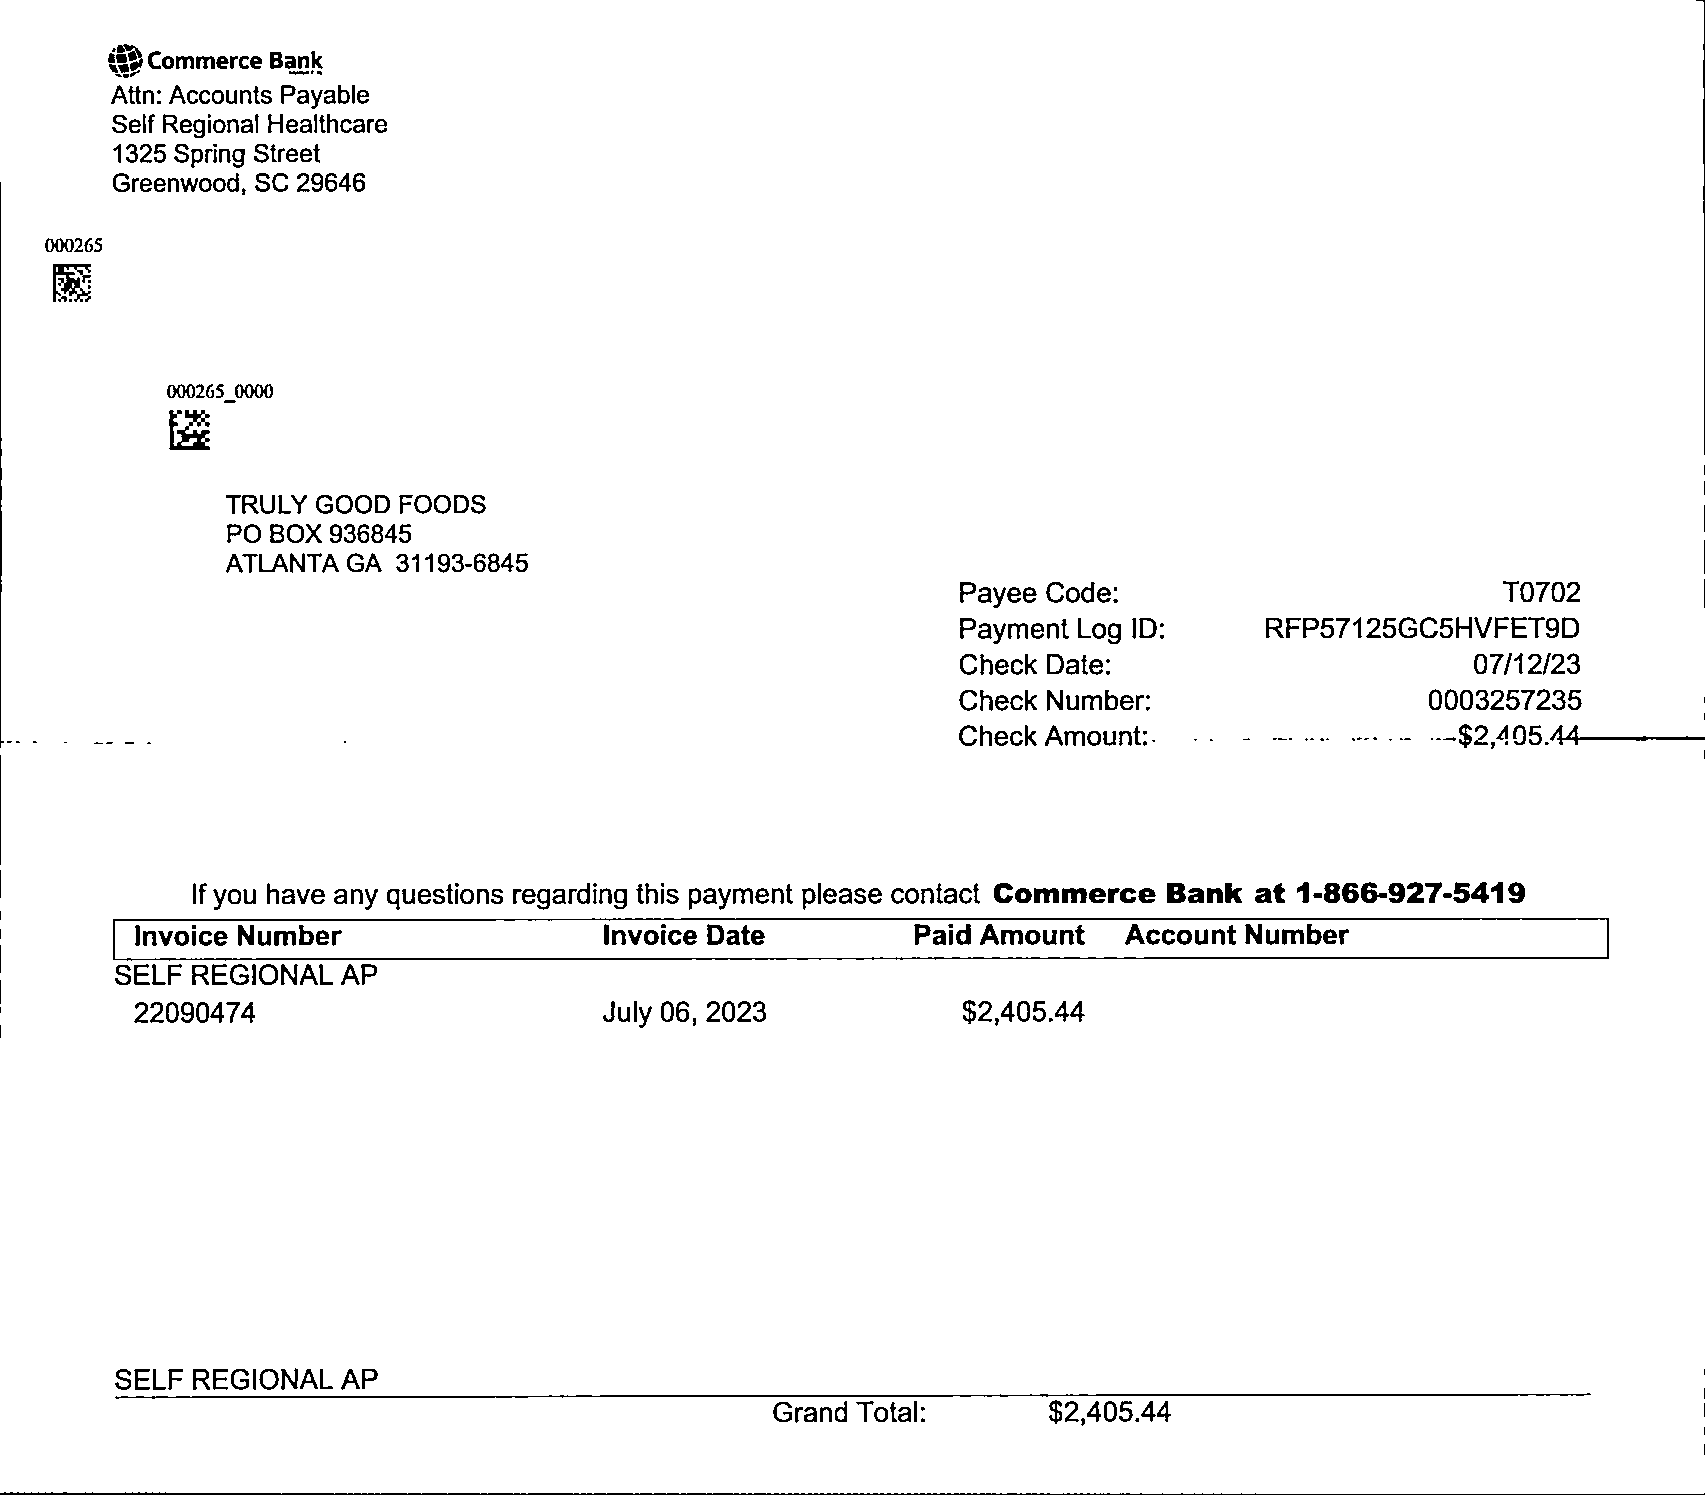 Commerce Bank
Attn: Accounts Payable
Self Regional Healthcare
1325 Spring Street
Greenwood, SC 29646
000265
000265_0000
TRULY GOOD FOODS
PO BOX 936845
ATLANTA GA 31193-6845
Payee Code: T0702
Payment Log ID: RFP57125GC5HVFET9D
Check Date: 07/12/23
Check Number: 0003257235
Check Amount: $2,405.44
If you have any questions regarding this payment please contact Commerce Bank at 1-866-927-5419
Invoice Number Invoice Date Paid Amount Account Number
SELF REGIONAL AP
22090474 July 06, 2023 $2,405.44
SELF REGIONAL AP
Grand Total: $2,405.44